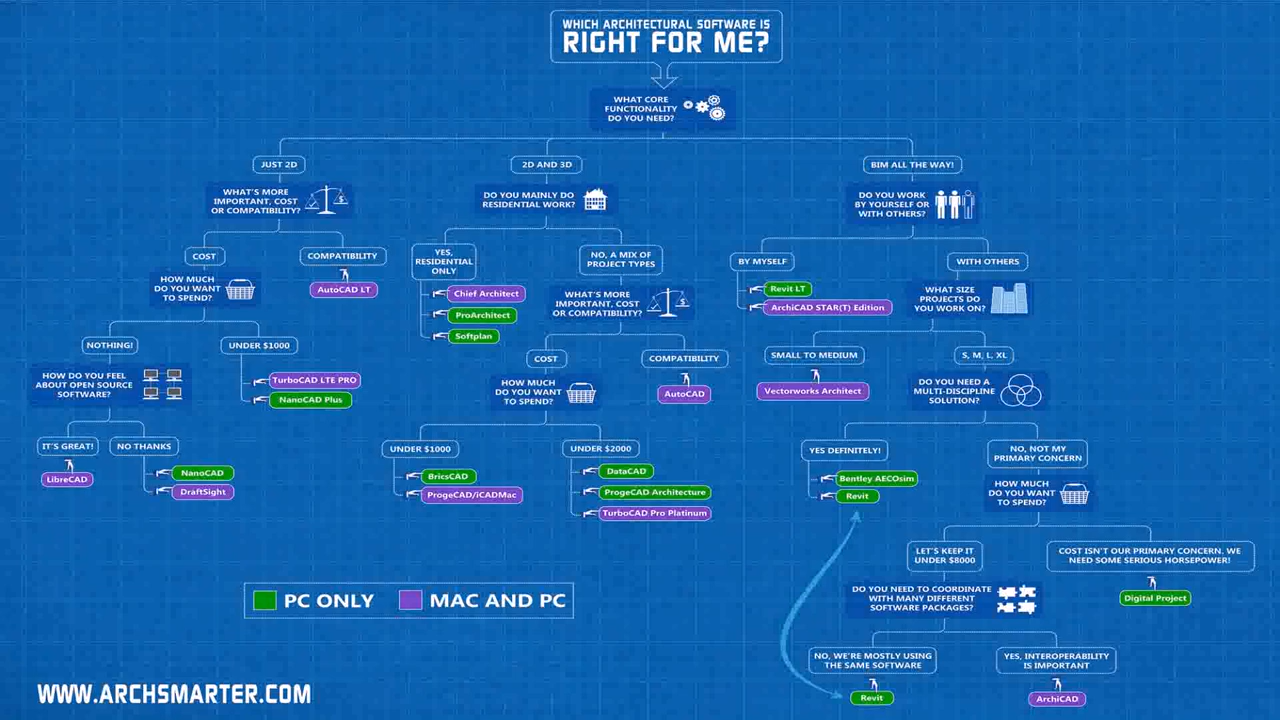 WHICH ARCHITECTURAL SOFTWARE IS
RIGHT FOR ME?
WHAT CORE
FUNCTIONALITY
DO YOU NEED?
JUST 2D
2D AND 3D
BIM ALL THE WAY!
WHAT'S MORE
IMPORTANT, COST
OR COMPATIBILITY?
DO YOU MAINLY DO
RESIDENTIAL WORK?
DO YOU WORK
BY YOURSELF OR
WITH OTHERS?
COST
COMPATIBILITY
AutoCAD LT
HOW MUCH
DO YOU WANT
TO SPEND?
NOTHING!
UNDER $1000
HOW DO YOU FEEL
ABOUT OPEN SOURCE
SOFTWARE?
TurboCAD LTE PRO
NanoCAD Plus
IT'S GREAT!
NO THANKS
LibreCAD
NanoCAD
DraftSight
YES,
RESIDENTIAL
ONLY
Chief Architect
ProArchitect
Softplan
NO, A MIX OF
PROJECT TYPES
WHAT'S MORE
IMPORTANT, COST
OR COMPATIBILITY?
COST
COMPATIBILITY
AutoCAD
HOW MUCH
DO YOU WANT
TO SPEND?
UNDER $1000
BricsCAD
ProgeCAD/iCADMac
UNDER $2000
DataCAD
ProgeCAD Architecture
TurboCAD Pro Platinum
BY MYSELF
Revit LT
ArchiCAD STAR(T) Edition
WITH OTHERS
WHAT SIZE
PROJECTS DO
YOU WORK ON?
SMALL TO MEDIUM
Vectorworks Architect
S, M, L, XL
DO YOU NEED A
MULTI-DISCIPLINE
SOLUTION?
YES DEFINITELY!
Bentley AECOsim
Revit
NO, NOT MY
PRIMARY CONCERN
HOW MUCH
DO YOU WANT
TO SPEND?
LET'S KEEP IT
UNDER $8000
COST ISN'T OUR PRIMARY CONCERN, WE
NEED SOME SERIOUS HORSEPOWER!
Digital Project
DO YOU NEED TO COORDINATE
WITH MANY DIFFERENT
SOFTWARE PACKAGES?
NO, WE'RE MOSTLY USING
THE SAME SOFTWARE
Revit
YES, INTEROPERABILITY
IS IMPORTANT
ArchiCAD
PC ONLY
MAC AND PC
WWW.ARCHSMARTER.COM